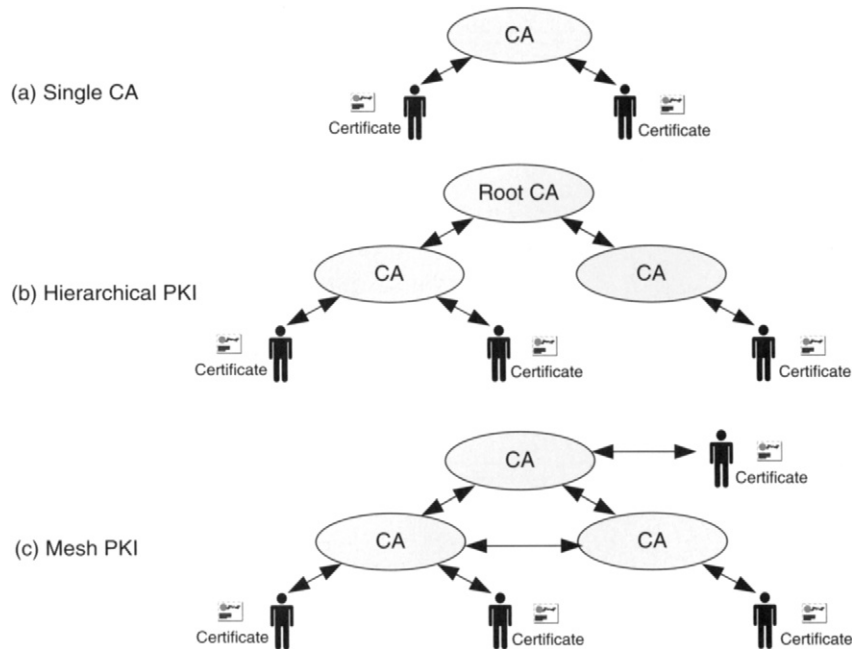 CA
(a) Single CA
Certificate
Certificate
Root CA
CA
CA
(b) Hierarchical PKI
Certificate
Certificate
Certificate
CA
Certificate
(c) Mesh PKI
CA
CA
Certificate
Certificate
Certificate